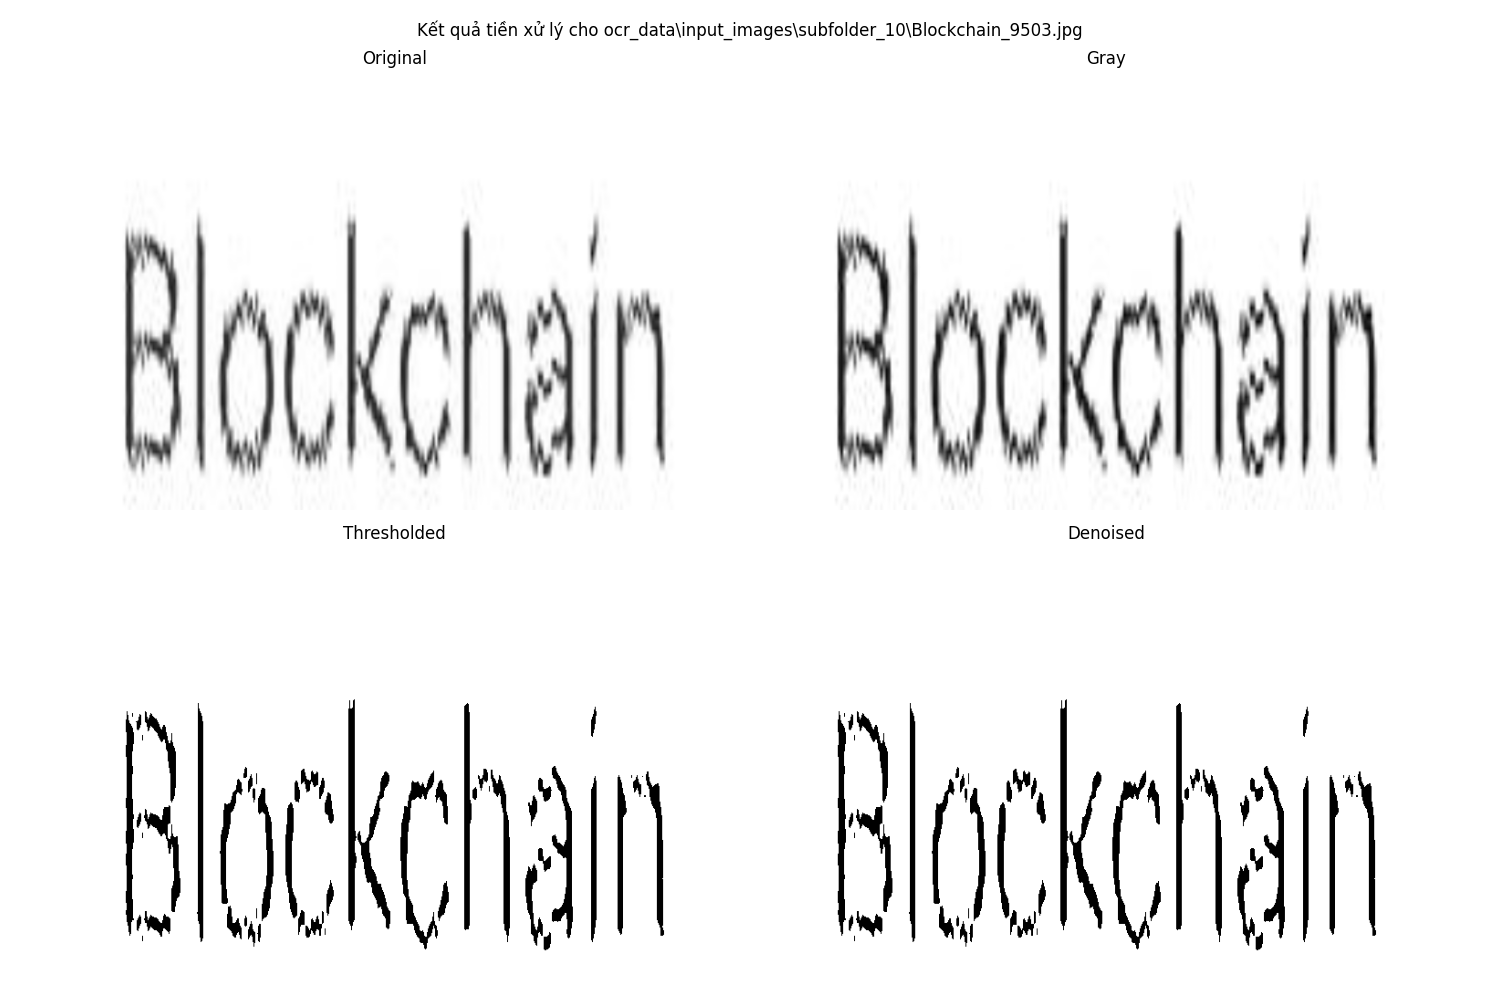 Kết quả tiền xử lý cho ocr_data\input_images\subfolder_10\Blockchain_9503.jpg
Original
Gray
Blockchain
Blockchain
Thresholded
Denoised
Blockchain
Blockchain